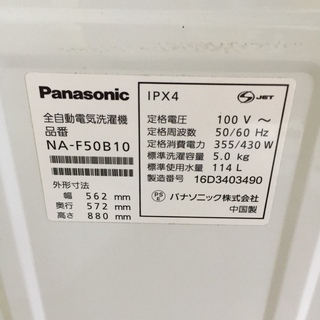 Panasonic
全自動電気洗濯機
品番
NA-F50B10
外形寸法
幅 562 mm
奥行 572 mm
高さ 880 mm
IPX4
S JET
定格電圧 100 V ～
定格周波数 50/60 Hz
定格消費電力 355/430 W
標準洗濯容量 5.0 kg
標準使用水量 114 L
製造番号 16D3403490
PS E
パナソニック株式会社
中国製